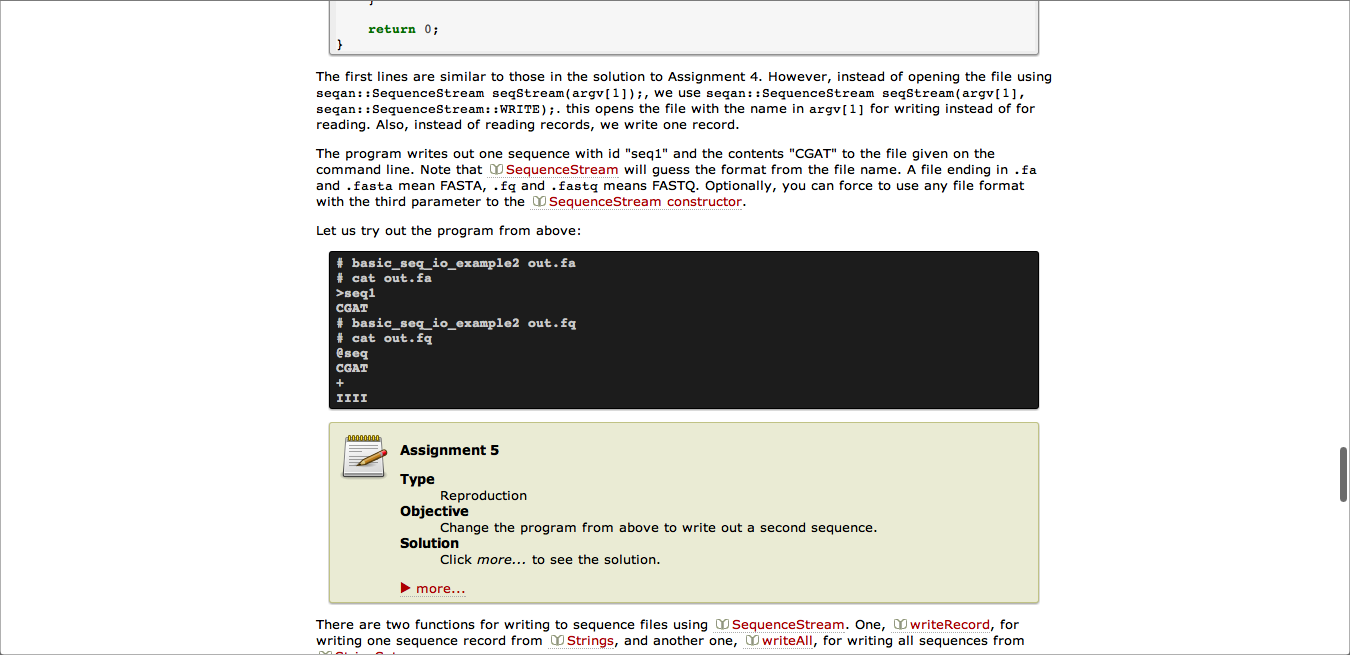 }
return 0;
}
The first lines are similar to those in the solution to Assignment 4. However, instead of opening the file using
seqan::SequenceStream seqStream(argv[1]);, we use seqan::SequenceStream seqStream(argv[1],
seqan::SequenceStream::WRITE);. this opens the file with the name in argv[1] for writing instead of for
reading. Also, instead of reading records, we write one record.
The program writes out one sequence with id "seq1" and the contents "CGAT" to the file given on the
command line. Note that SequenceStream will guess the format from the file name. A file ending in .fa
and .fasta mean FASTA, .fq and .fastq means FASTQ. Optionally, you can force to use any file format
with the third parameter to the SequenceStream constructor.
Let us try out the program from above:
# basic_seq_io_example2 out.fa
# cat out.fa
>seq1
CGAT
# basic_seq_io_example2 out.fq
# cat out.fq
@seq
CGAT
+
IIII
Assignment 5
Type
Reproduction
Objective
Change the program from above to write out a second sequence.
Solution
Click more... to see the solution.
more...
There are two functions for writing to sequence files using SequenceStream. One, writeRecord, for
writing one sequence record from Strings, and another one, writeAll, for writing all sequences from